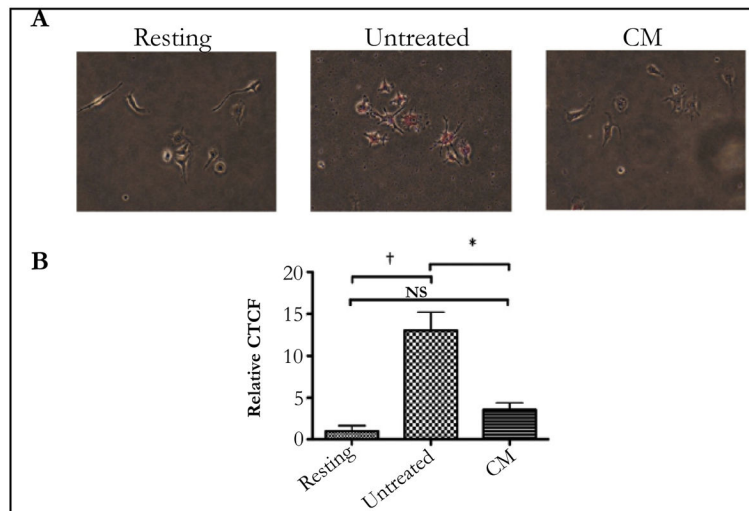 A
Resting Untreated CM
B
† *
NS
Relative CTCF
20
15
10
5
0
Resting Untreated CM